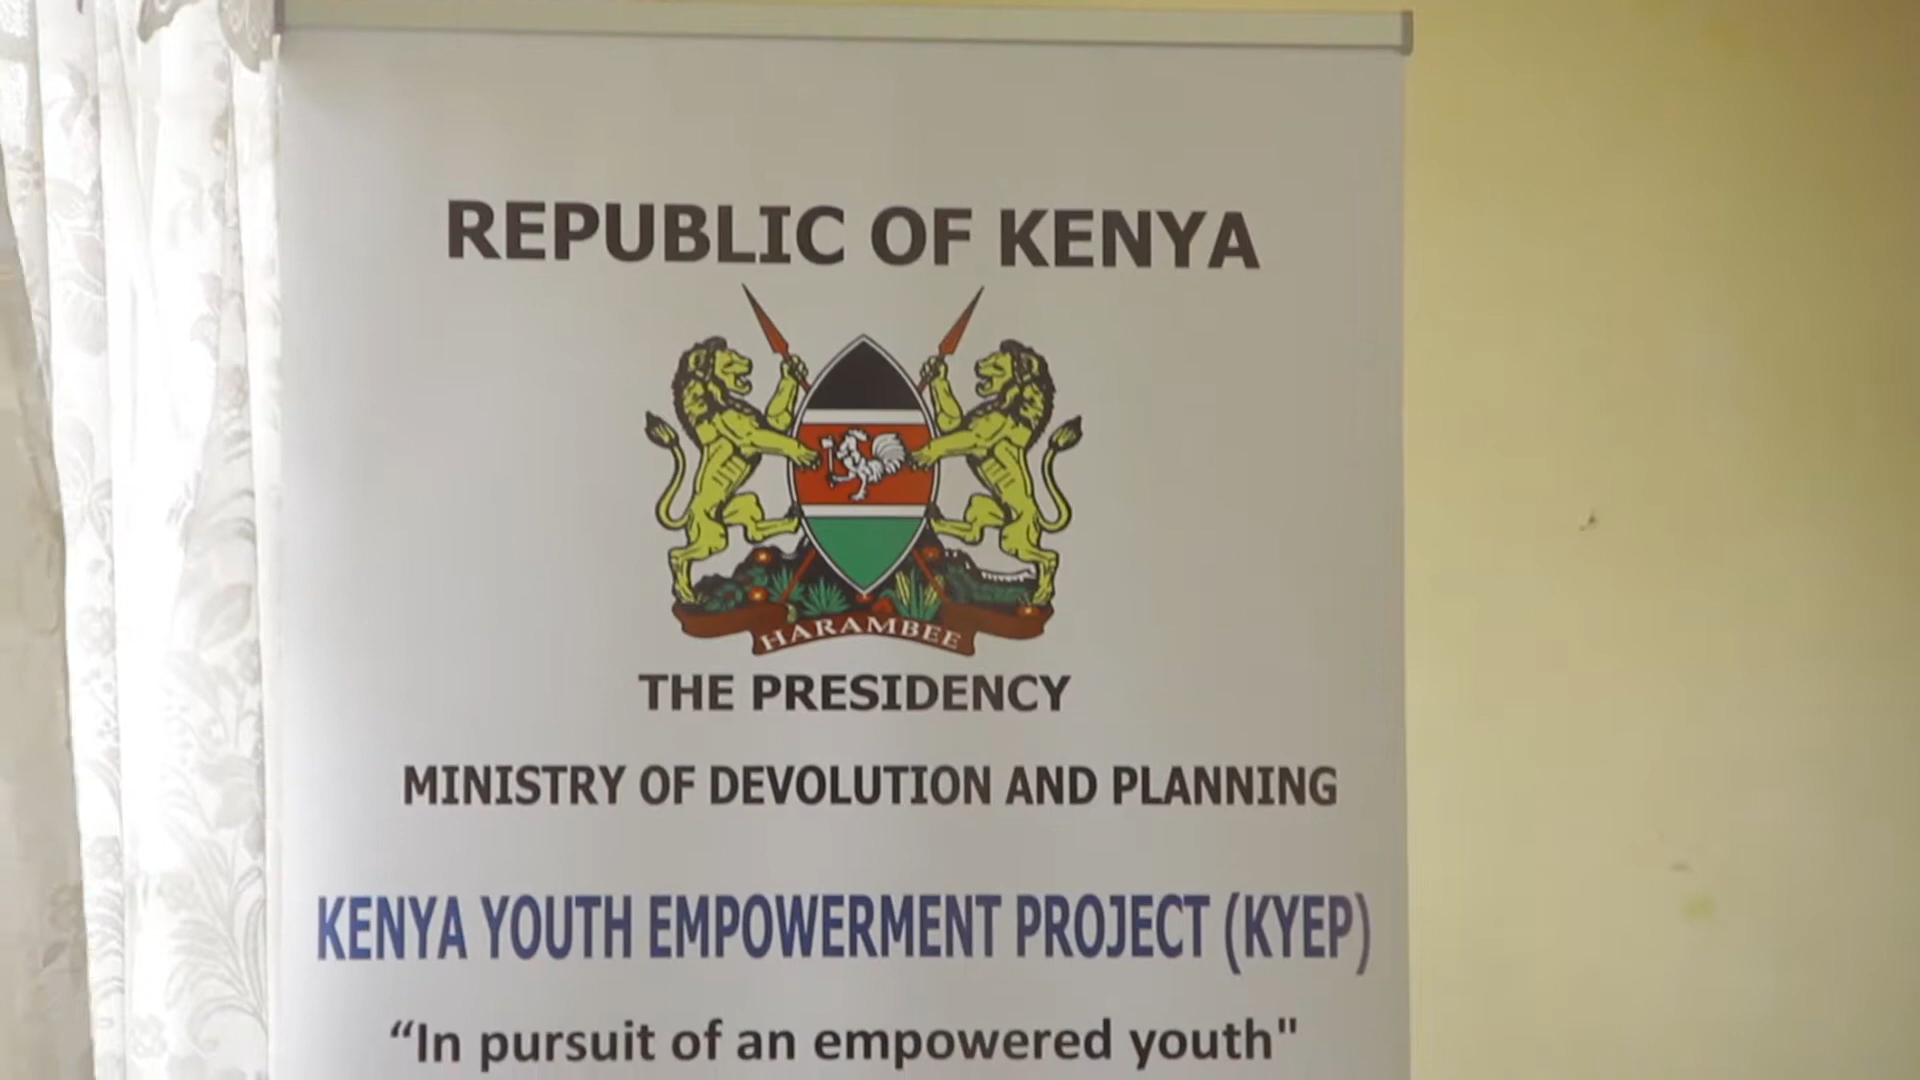 REPUBLIC OF KENYA
HARAMBEE
THE PRESIDENCY
MINISTRY OF DEVOLUTION AND PLANNING
KENYA YOUTH EMPOWERMENT PROJECT (KYEP)
“In pursuit of an empowered youth"